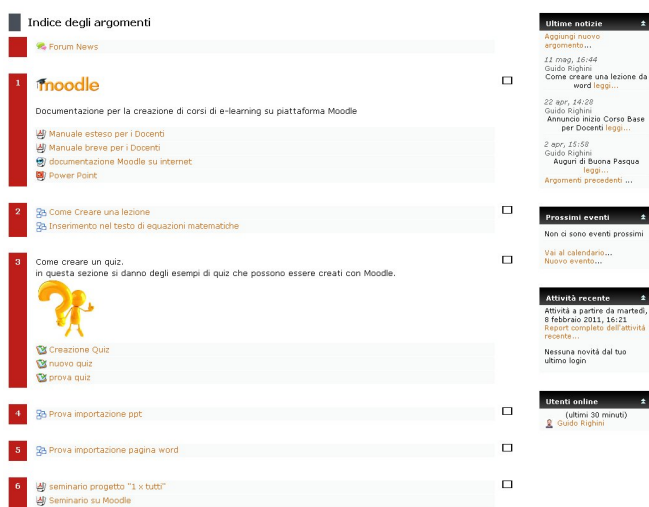 Indice degli argomenti
Forum News
1
moodle
Documentazione per la creazione di corsi di e-learning su piattaforma Moodle
Manuale esteso per i Docenti
Manuale breve per i Docenti
documentazione Moodle su internet
Power Point
2
Come Creare una lezione
Inserimento nel testo di equazioni matematiche
3
Come creare un quiz.
in questa sezione si danno degli esempi di quiz che possono essere creati con Moodle.
Creazione Quiz
nuovo quiz
prova quiz
4
Prova importazione ppt
5
Prova importazione pagina word
6
seminario progetto "1 x tutti"
Seminario su Moodle
Ultime notizie
Aggiungi nuovo
argomento...
11 mag, 16:44
Guido Righini
Come creare una lezione da
word leggi...
22 apr, 14:28
Guido Righini
Annuncio inizio Corso Base
per Docenti leggi...
2 apr, 15:58
Guido Righini
Auguri di Buona Pasqua
leggi...
Argomenti precedenti ...
Prossimi eventi
Non ci sono eventi prossimi
Vai al calendario...
Nuovo evento...
Attività recente
Attività a partire da martedì,
8 febbraio 2011, 16:21
Report completo dell'attività
recente...
Nessuna novità dal tuo
ultimo login
Utenti online
(ultimi 30 minuti)
Guido Righini